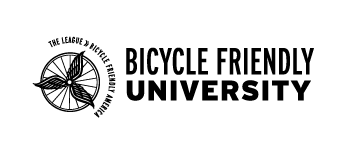 THE LEAGUE
BICYCLE FRIENDLY AMERICA
BICYCLE FRIENDLY
UNIVERSITY